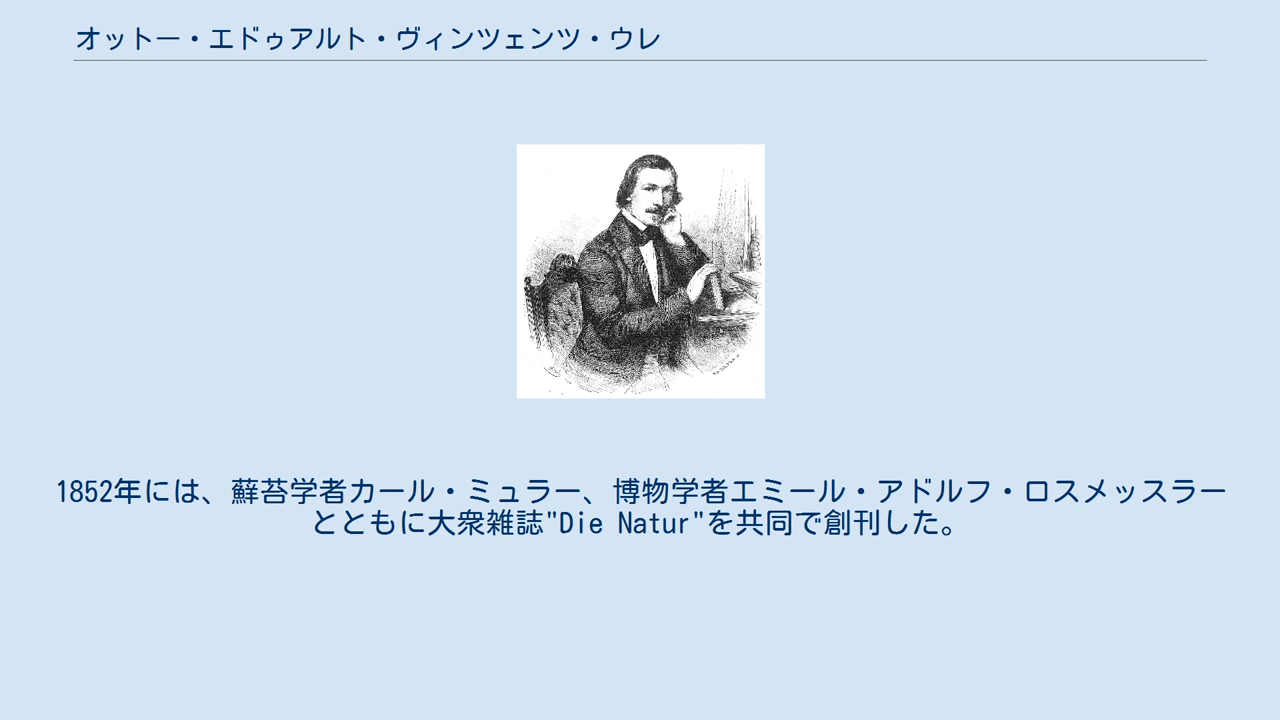 オットー・エドゥアルト・ヴィンツェンツ・ウレ
1852年には、蘚苔学者カール・ミュラー、博物学者エミール・アドルフ・ロスメッスラー
とともに大衆雑誌"Die Natur"を共同で創刊した。